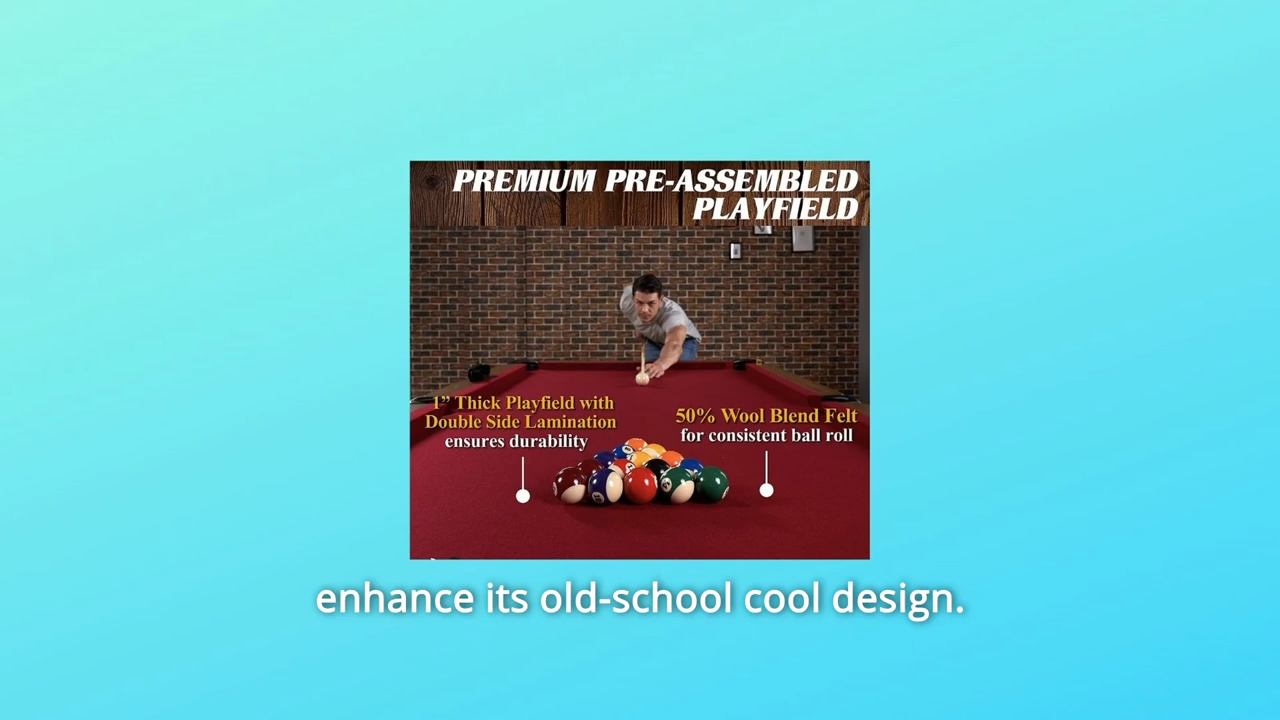 PREMIUM PRE-ASSEMBLED
PLAYFIELD
1” Thick Playfield with
Double Side Lamination
ensures durability
50% Wool Blend Felt
for consistent ball roll
enhance its old-school cool design.